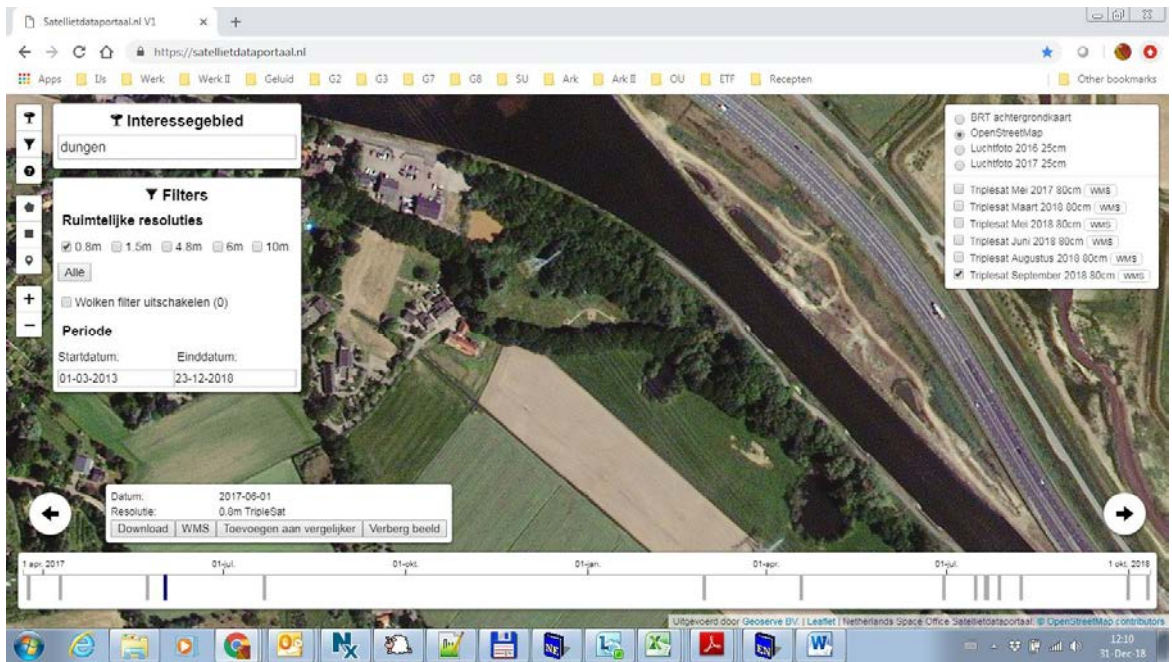 Satellietdataportaal.nl V1
https://satellietdataportaal.nl
Apps IJs Werk Werk II Geluid G2 G3 G7 G8 SU Ark Ark II OU ETF Recepten Other bookmarks
Interessegebied
dungen
Filters
Ruimtelijke resoluties
0.8m 1.5m 4.8m 6m 10m
Alle
Wolken filter uitschakelen (0)
Periode
Startdatum: Einddatum:
01-03-2013 23-12-2018
BRT achtergrondkaart
OpenStreetMap
Luchtfoto 2016 25cm
Luchtfoto 2017 25cm
Triplesat Mei 2017 80cm WMS
Triplesat Maart 2018 80cm WMS
Triplesat Mei 2018 80cm WMS
Triplesat Juni 2018 80cm WMS
Triplesat Augustus 2018 80cm WMS
Triplesat September 2018 80cm WMS
Datum: 2017-06-01
Resolutie: 0.8m TripleSat
Download WMS Toevoegen aan vergelijker Verberg beeld
1 apr. 2017 01-jul. 01-okt. 01-jan. 01-apr. 01-jul. 1 okt. 2018
Uitgevoerd door Geoserve BV. | Leaflet | Netherlands Space Office Satellietdataportaal, © OpenStreetMap contributors
NE EN
12:10
31-Dec-18